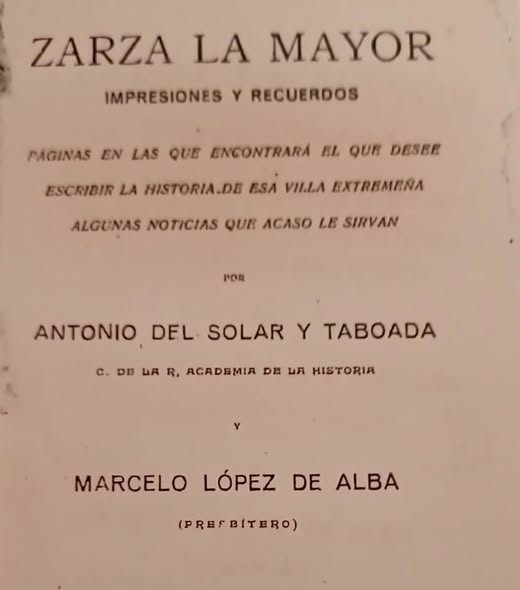 ZARZA LA MAYOR
IMPRESIONES Y RECUERDOS
PÁGINAS EN LAS QUE ENCONTRARÁ EL QUE DESEE
ESCRIBIR LA HISTORIA DE ESA VILLA EXTREMEÑA
ALGUNAS NOTICIAS QUE ACASO LE SIRVAN
POR
ANTONIO DEL SOLAR Y TABOADA
C. DE LA R, ACADEMIA DE LA HISTORIA
Y
MARCELO LÓPEZ DE ALBA
(PRESBÍTERO)